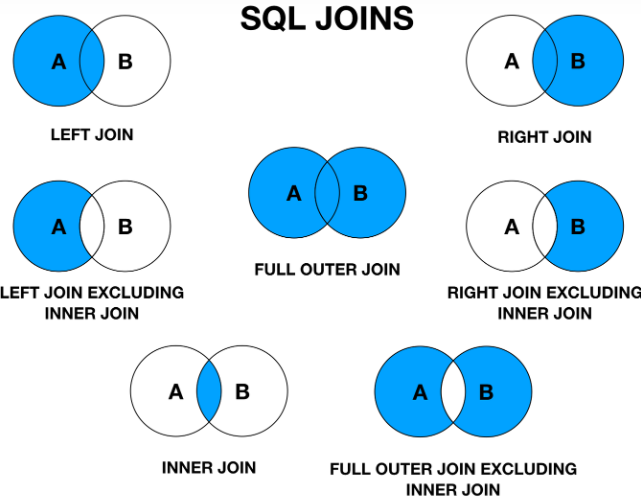 SQL JOINS
A B
LEFT JOIN
A B
RIGHT JOIN
A B
FULL OUTER JOIN
A B
LEFT JOIN EXCLUDING
INNER JOIN
A B
RIGHT JOIN EXCLUDING
INNER JOIN
A B
INNER JOIN
A B
FULL OUTER JOIN EXCLUDING
INNER JOIN